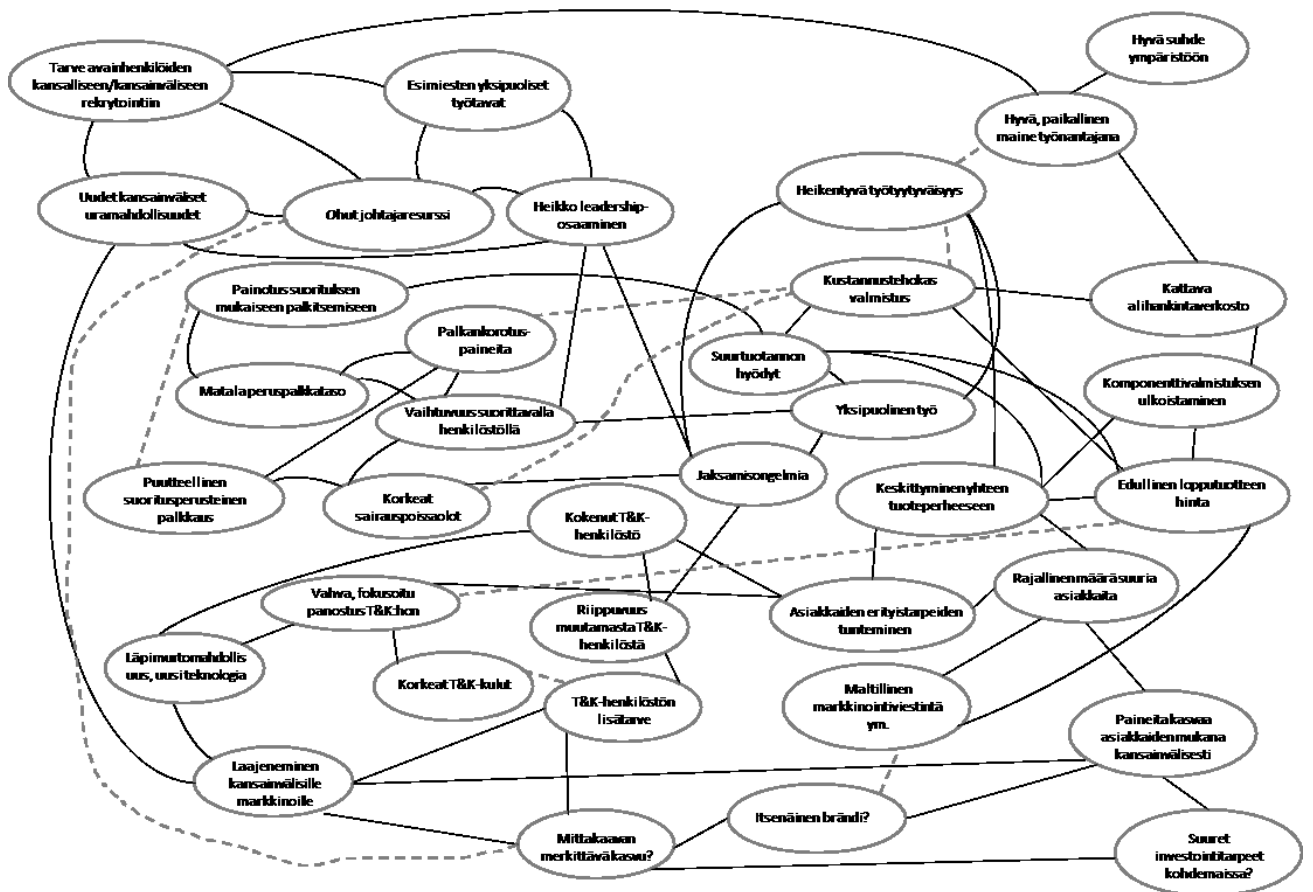 Hyvä suhde
ympäristöön
Tarve avainhenkilöiden
kansalliseen/kansainväliseen
rekrytointiin
Esimiesten yksipuoliset
työtavat
Hyvä, paikallinen
maine työnantajana
Uudet kansainväliset
uramahdollisuudet
Ohut johtajaresurssi
Heikko leadership-
osaaminen
Heikentyvä työtyytyväisyys
Painotus suorituksen
mukaiseen palkitsemiseen
Kustannustehokas
valmistus
Kattava
alihankintaverkosto
Palkankorotus-
paineita
Suurtuotannon
hyödyt
Matala peruspalkkataso
Vaihtuvuus suorittavalla
henkilöstöllä
Yksipuolinen työ
Komponenttivalmistuksen
ulkoistaminen
Puutteellinen
suoritusperusteinen
palkkaus
Korkeat
sairauspoissaolot
Jaksamisongelmia
Keskittyminen yhteen
tuoteperheeseen
Edullinen lopputuotteen
hinta
Kokenut T&K-
henkilöstö
Vahva, fokusoitu
panostus T&K:hon
Riippuvuus
muutamasta T&K-
henkilöstä
Asiakkaiden erityistarpeiden
tunteminen
Rajallinen määrä suuria
asiakkaita
Läpimurtomahdollis
uus, uusi teknologia
Korkeat T&K-kulut
T&K-henkilöstön
lisätarve
Maltillinen
markkinointiviestintä
ym.
Paineita kasvaa
asiakkaiden mukana
kansainvälisesti
Laajeneminen
kansainvälisille
markkinoille
Itsenäinen brändi?
Mittakaavan
merkittävä kasvu?
Suuret
investointitarpeet
kohdemaissa?